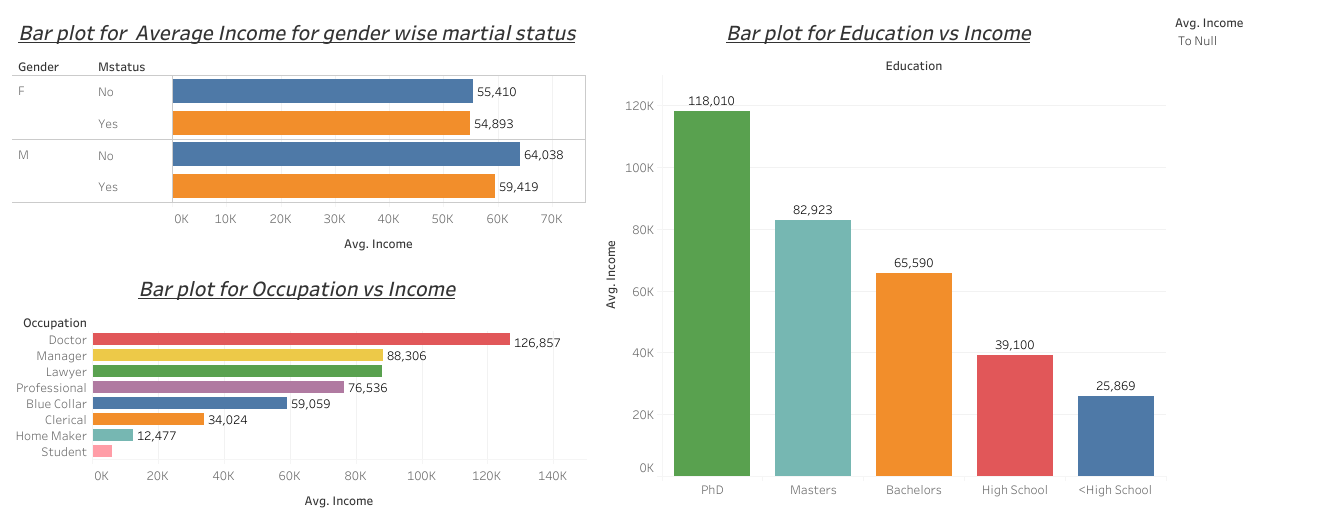 Bar plot for  Average Income for gender wise martial status
Gender Mstatus
F No 55,410
Yes 54,893
M No 64,038
Yes 59,419
0K 10K 20K 30K 40K 50K 60K 70K
Avg. Income
Bar plot for Occupation vs Income
Occupation
Doctor 126,857
Manager 88,306
Lawyer
Professional 76,536
Blue Collar 59,059
Clerical 34,024
Home Maker 12,477
Student
0K 20K 40K 60K 80K 100K 120K 140K
Avg. Income
Bar plot for Education vs Income
Education
Avg. Income
120K
100K
80K
60K
40K
20K
0K
118,010
82,923
65,590
39,100
25,869
PhD Masters Bachelors High School <High School
Avg. Income
To Null